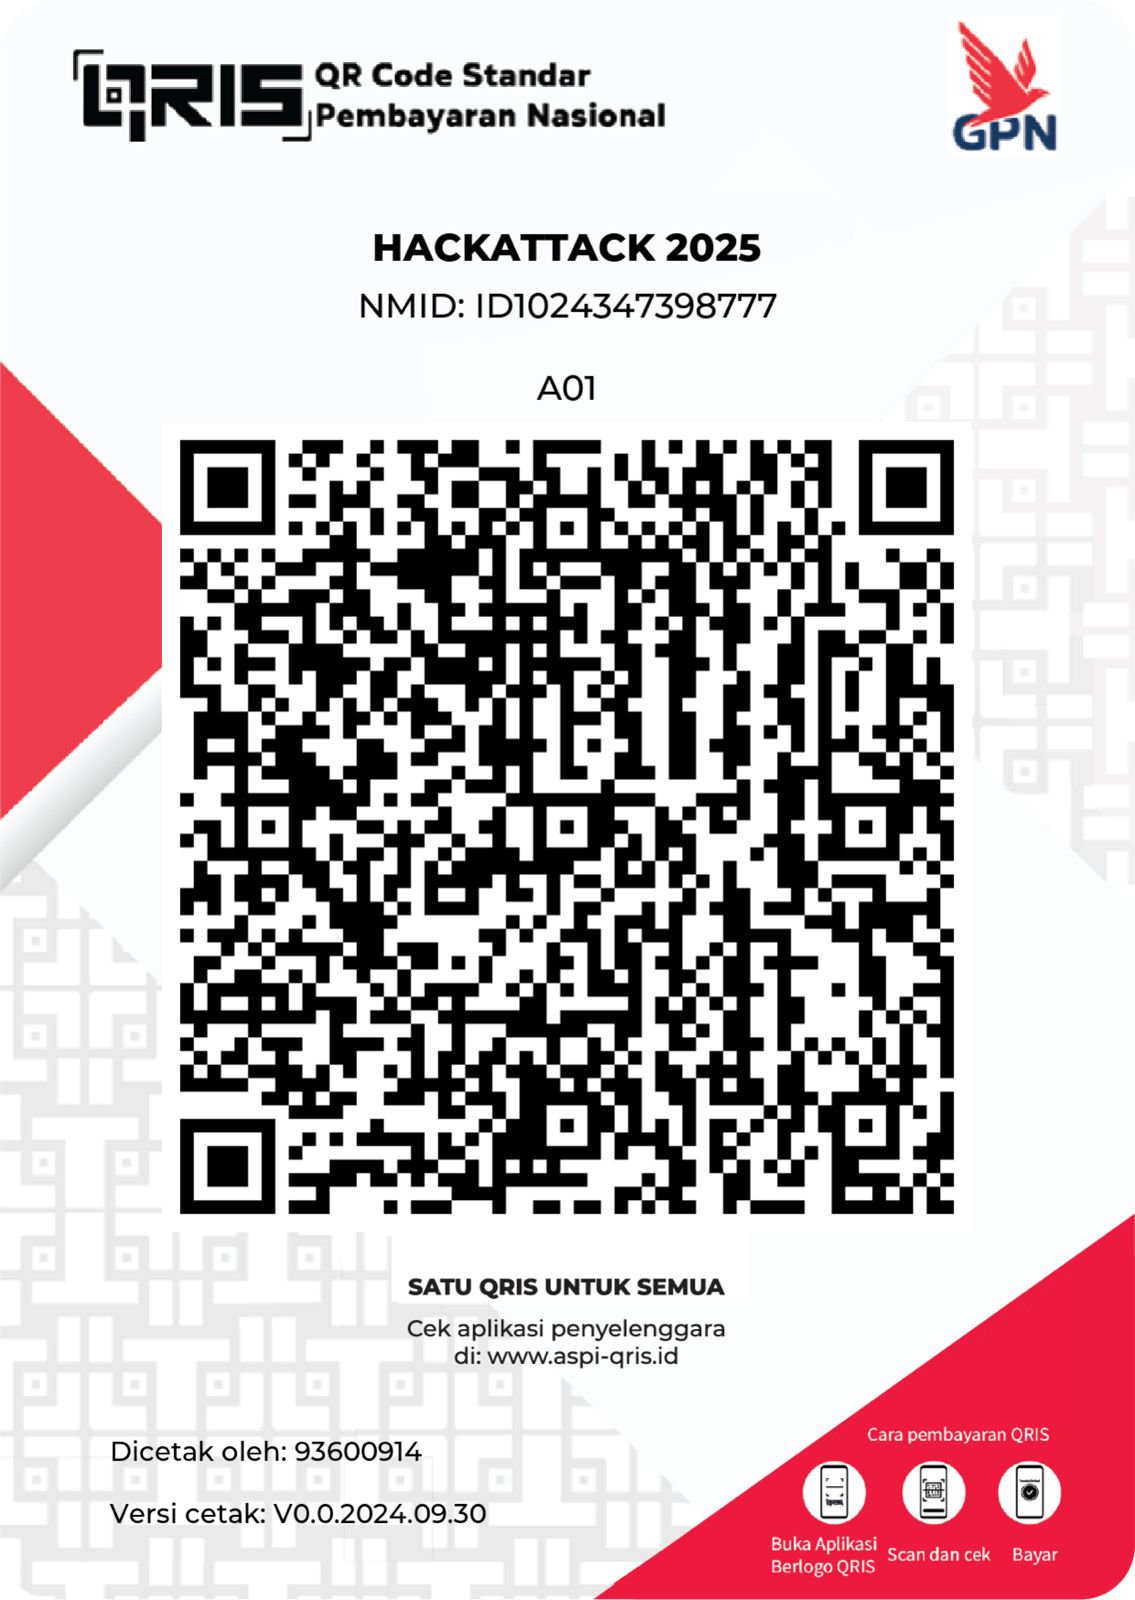 QRIS
QR Code Standar
Pembayaran Nasional
GPN
HACKATTACK 2025
NMID: ID1024347398777
A01
SATU QRIS UNTUK SEMUA
Cek aplikasi penyelenggara
di: www.aspi-qris.id
Dicetak oleh: 93600914
Versi cetak: V0.0.2024.09.30
Cara pembayaran QRIS
Buka Aplikasi
Berlogo QRIS
Scan dan cek
Bayar